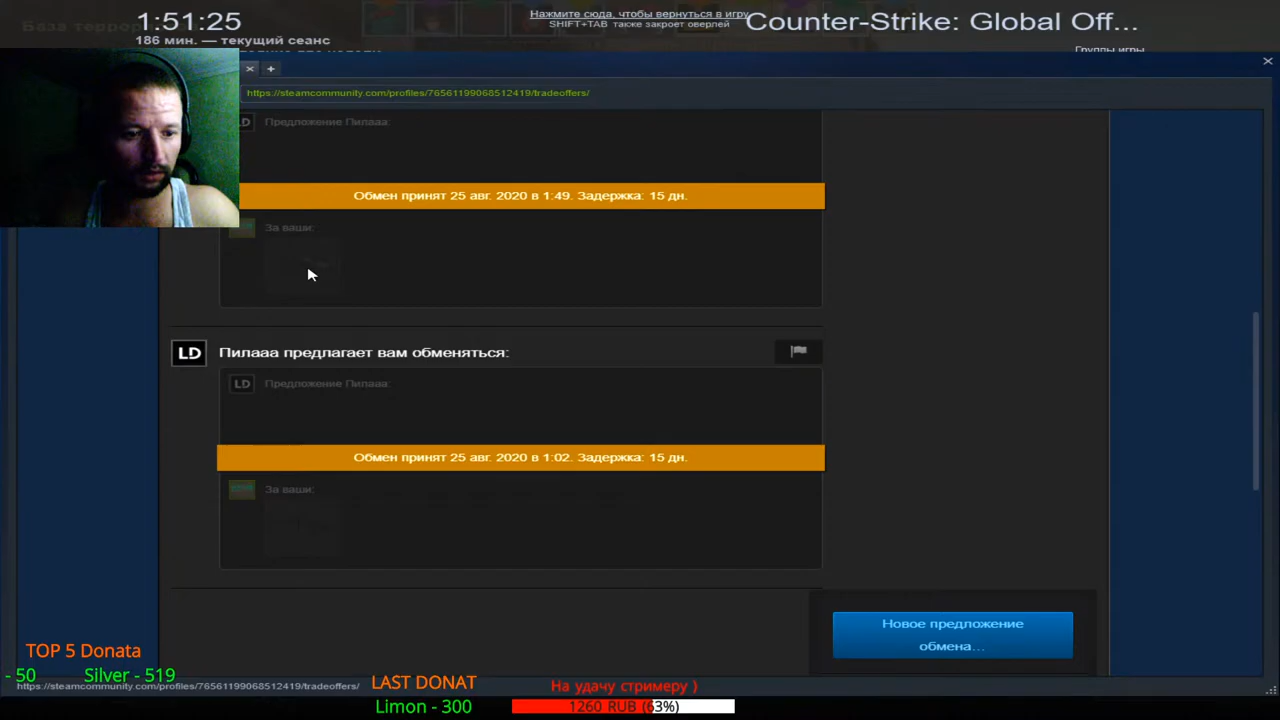 База террор
1:51:25
186 мин. — текущий сеанс
Нажмите сюда, чтобы вернуться в игру
SHIFT+TAB также закроет оверлей
Counter-Strike: Global Off...
Группы игры
https://steamcommunity.com/profiles/76561199068512419/tradeoffers/
LD Предложение Пилааа:
Обмен принят 25 авг. 2020 в 1:49. Задержка: 15 дн.
За ваши:
LD Пилааа предлагает вам обменяться:
LD Предложение Пилааа:
Обмен принят 25 авг. 2020 в 1:02. Задержка: 15 дн.
За ваши:
Новое предложение
обмена...
TOP 5 Donata
- 50 Silver - 519
https://steamcommunity.com/profiles/76561199068512419/tradeoffers/
LAST DONAT
Limon - 300
На удачу стримеру )
1260 RUB (63%)